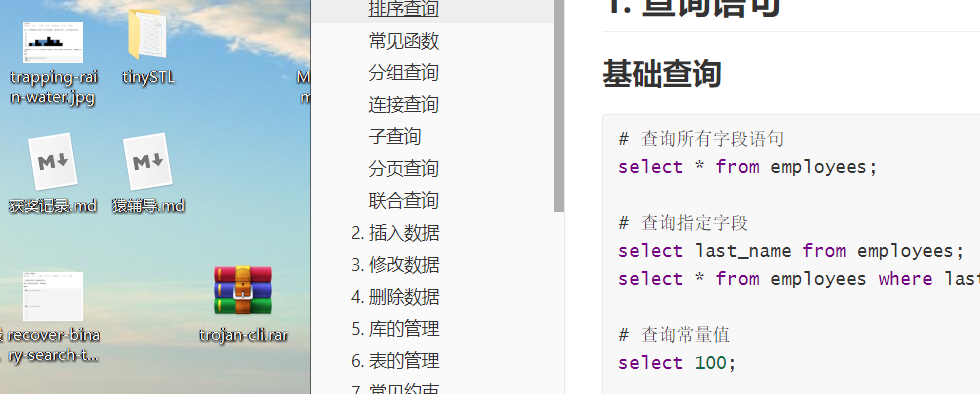 trapping-rai
n-water.jpg
tinySTL
获奖记录.md
猿辅导.md
recover-bina
ry-search-t...
trojan-cli.rar
排序查询
常见函数
分组查询
连接查询
子查询
分页查询
联合查询
2. 插入数据
3. 修改数据
4. 删除数据
5. 库的管理
6. 表的管理
7. 常见约束
1. 查询语句
基础查询
# 查询所有字段语句
select * from employees;
# 查询指定字段
select last_name from employees;
select * from employees where last
# 查询常量值
select 100;